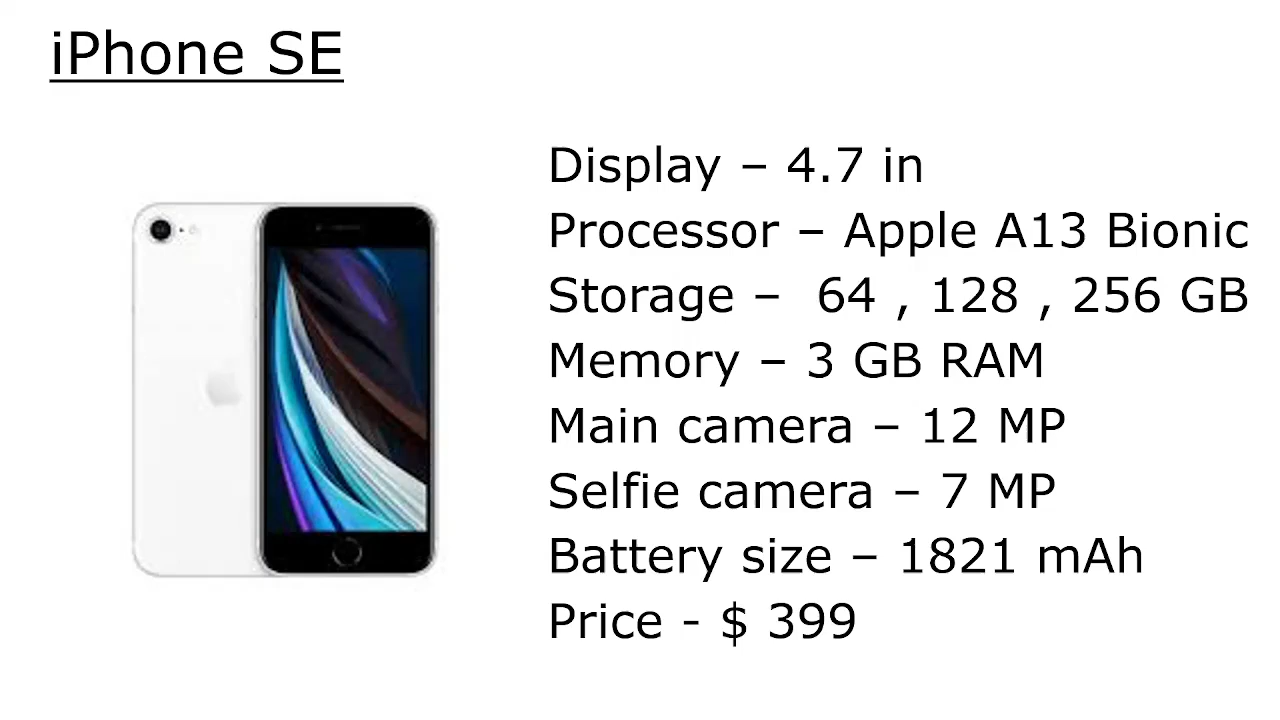 iPhone SE
Display – 4.7 in
Processor – Apple A13 Bionic
Storage –  64 , 128 , 256 GB
Memory – 3 GB RAM
Main camera – 12 MP
Selfie camera – 7 MP
Battery size – 1821 mAh
Price - $ 399